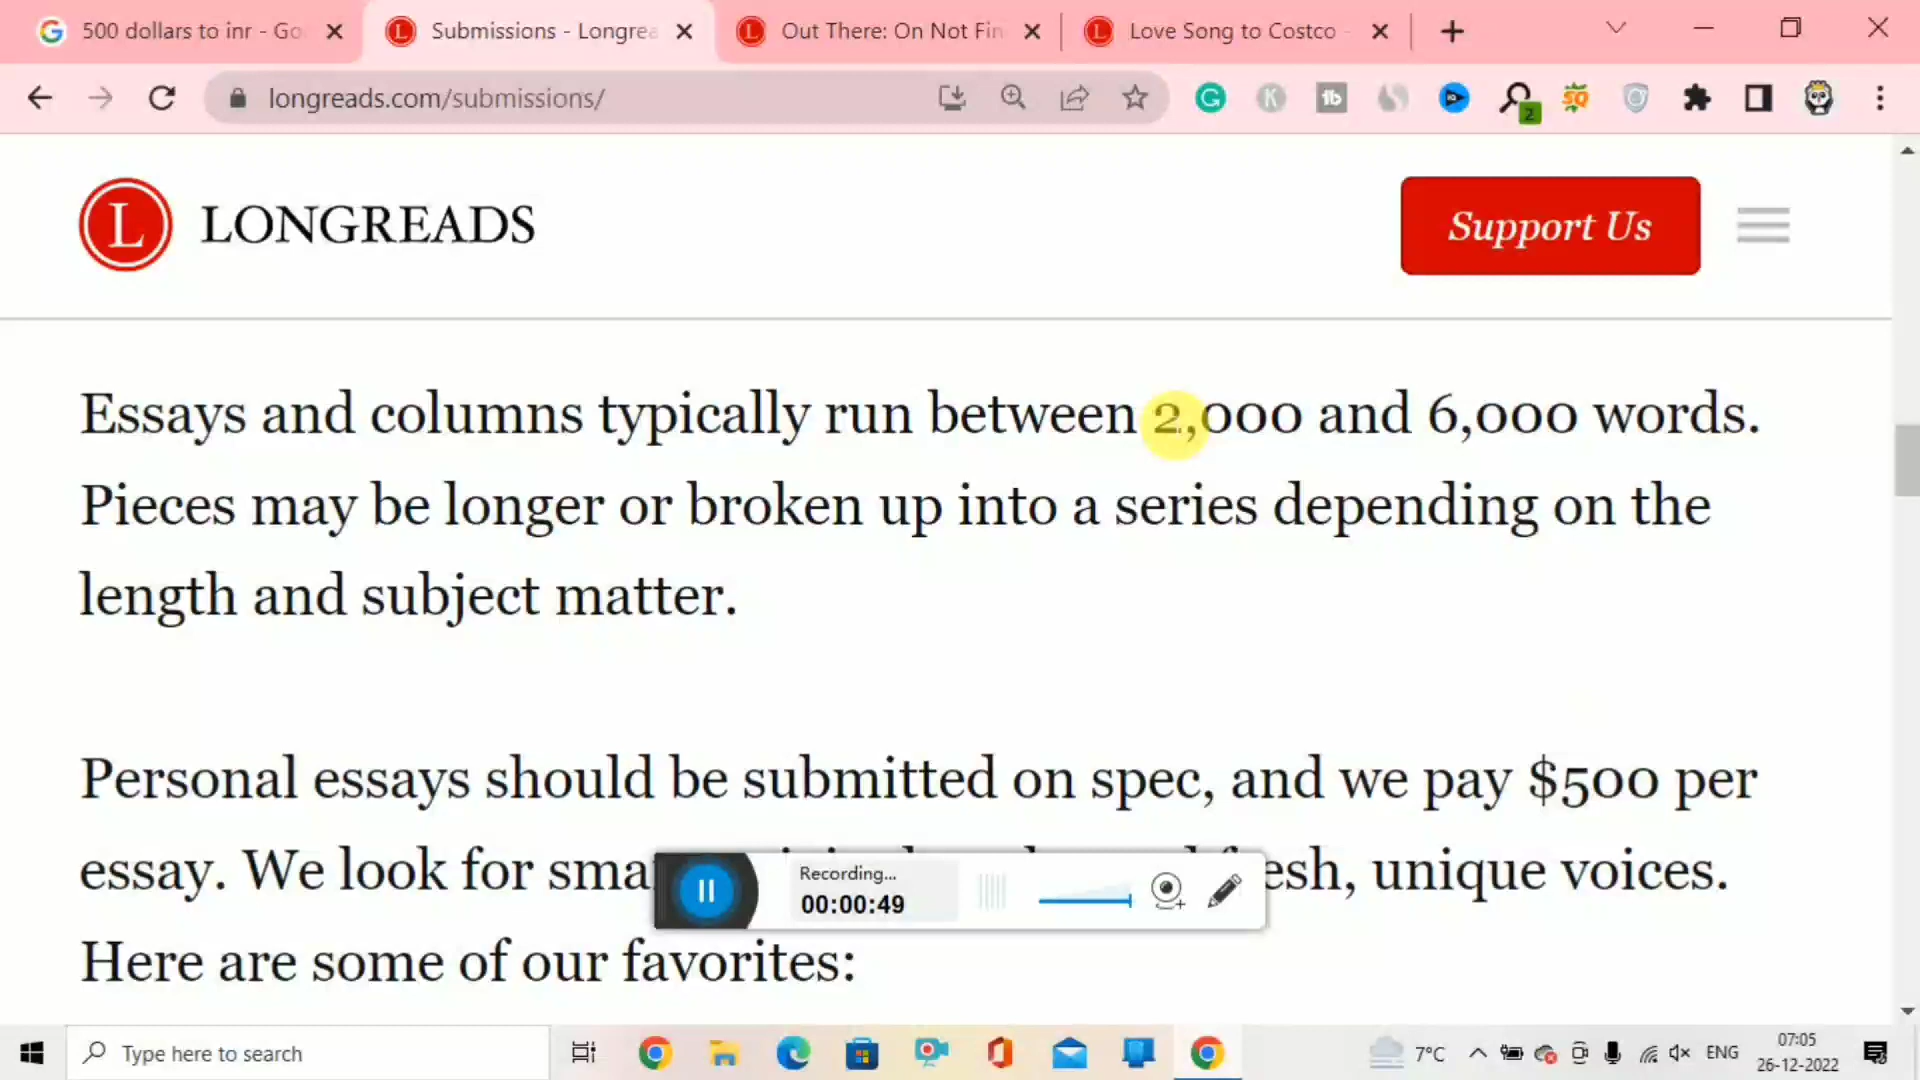 500 dollars to inr - Go
Submissions - Longrea
Out There: On Not Fin
Love Song to Costco -
longreads.com/submissions/
2
L LONGREADS
Support Us
Essays and columns typically run between 2,000 and 6,000 words.
Pieces may be longer or broken up into a series depending on the
length and subject matter.
Personal essays should be submitted on spec, and we pay $500 per
essay. We look for sma esh, unique voices.
Recording...
00:00:49
Here are some of our favorites:
Type here to search
7°C
ENG
07:05
26-12-2022